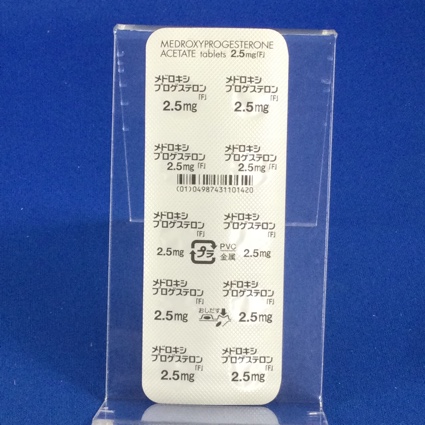 MEDROXYPROGESTERONE
ACETATE tablets 2.5mg「F」
メドロキシ メドロキシ
プロゲステロン プロゲステロン
「F」 「F」
2.5mg 2.5mg
メドロキシ メドロキシ
プロゲステロン プロゲステロン
「F」 「F」
2.5mg 2.5mg
(01)04987431101420
メドロキシ メドロキシ
プロゲステロン プロゲステロン
「F」 「F」
2.5mg プラ PVC 金属 2.5mg
メドロキシ メドロキシ
プロゲステロン プロゲステロン
「F」 おしだす 「F」
2.5mg 2.5mg
メドロキシ メドロキシ
プロゲステロン プロゲステロン
「F」 「F」
2.5mg 2.5mg